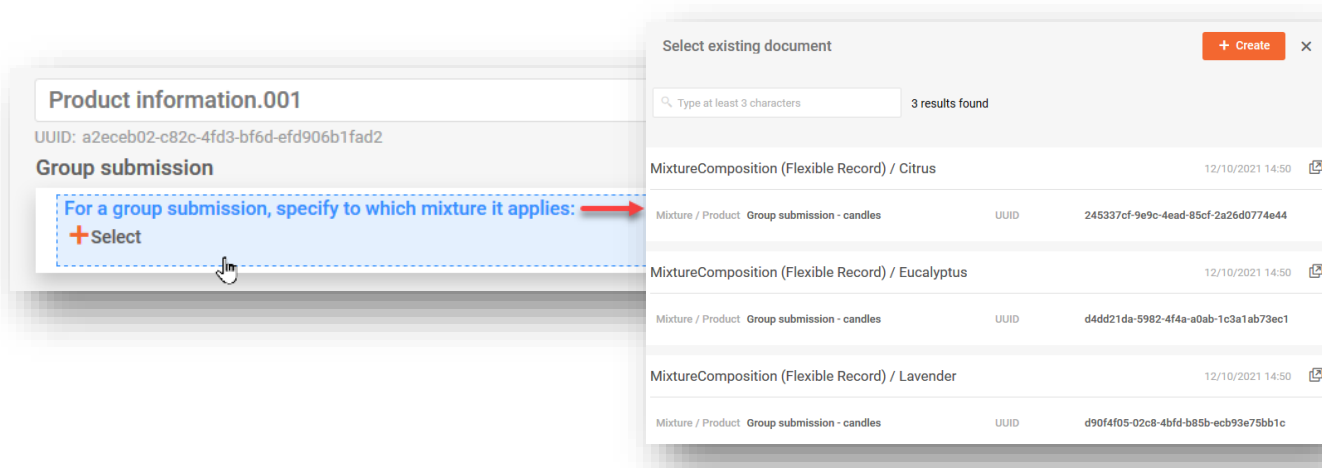 Product information.001
UUID: a2eceb02-c82c-4fd3-bf6d-efd906b1fad2
Group submission
For a group submission, specify to which mixture it applies:
+Select
Select existing document
+ Create ×
Type at least 3 characters
3 results found
MixtureComposition (Flexible Record) / Citrus 12/10/2021 14:50
Mixture / Product Group submission - candles UUID 245337cf-9e9c-4ead-85cf-2a26d0774e44
MixtureComposition (Flexible Record) / Eucalyptus 12/10/2021 14:50
Mixture / Product Group submission - candles UUID d4dd21da-5982-4f4a-a0ab-1c3a1ab73ec1
MixtureComposition (Flexible Record) / Lavender 12/10/2021 14:50
Mixture / Product Group submission - candles UUID d90f4f05-02c8-4bfd-b85b-ecb93e75bb1c